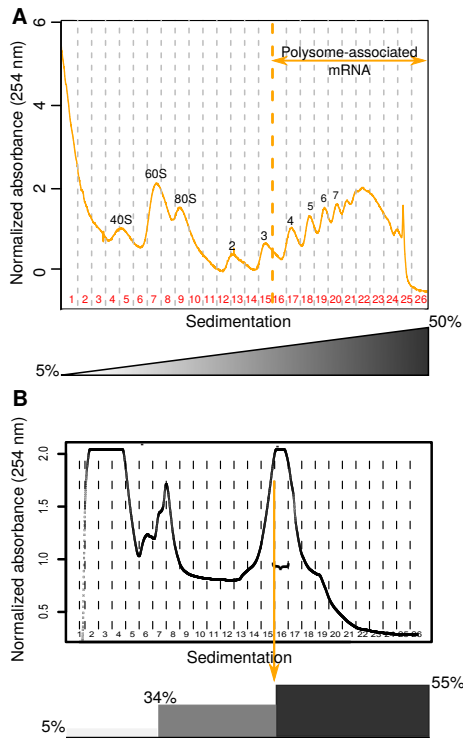 A
Normalized absorbance (254 nm)
6
4
2
0
Polysome-associated
mRNA
40S
60S
80S
2
3
4
5
6
7
1 2 3 4 5 6 7 8 9 10 11 12 13 14 15 16 17 18 19 20 21 22 23 24 25 26
Sedimentation
5%
50%
B
Normalized absorbance (254 nm)
2.0
1.5
1.0
0.5
1 2 3 4 5 6 7 8 9 10 11 12 13 14 15 16 17 18 19 20 21 22 23 24 25 26
Sedimentation
5%
34%
55%